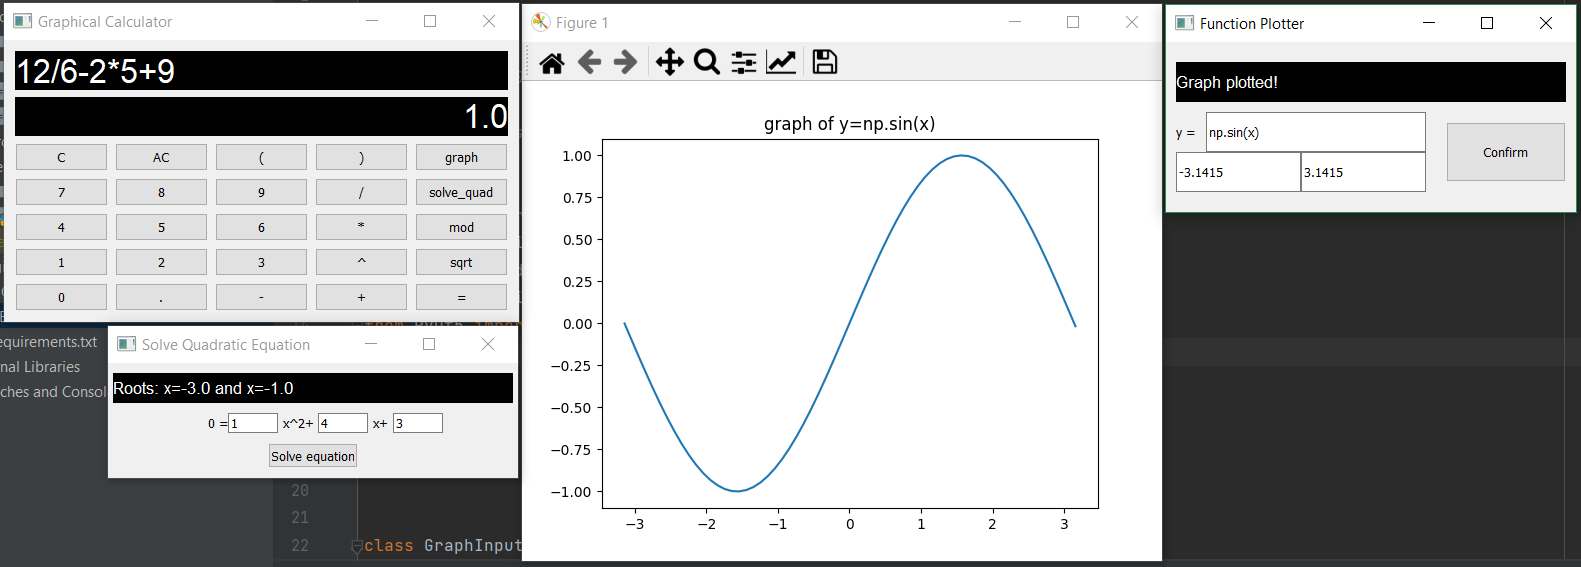 Graphical Calculator
12/6-2*5+9
1.0
C AC ( ) graph
7 8 9 / solve_quad
4 5 6 * mod
1 2 3 ^ sqrt
0 . - + =
equirements.txt
nal Libraries
ches and Consol
Solve Quadratic Equation
Roots: x=-3.0 and x=-1.0
0 = 1 x^2+ 4 x+ 3
Solve equation
20
21
22 class GraphInput
Figure 1
graph of y=np.sin(x)
1.00
0.75
0.50
0.25
0.00
−0.25
−0.50
−0.75
−1.00
−3 −2 −1 0 1 2 3
Function Plotter
Graph plotted!
y = np.sin(x)
-3.1415 3.1415
Confirm